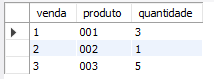 venda produto quantidade
1 001 3
2 002 1
3 003 5